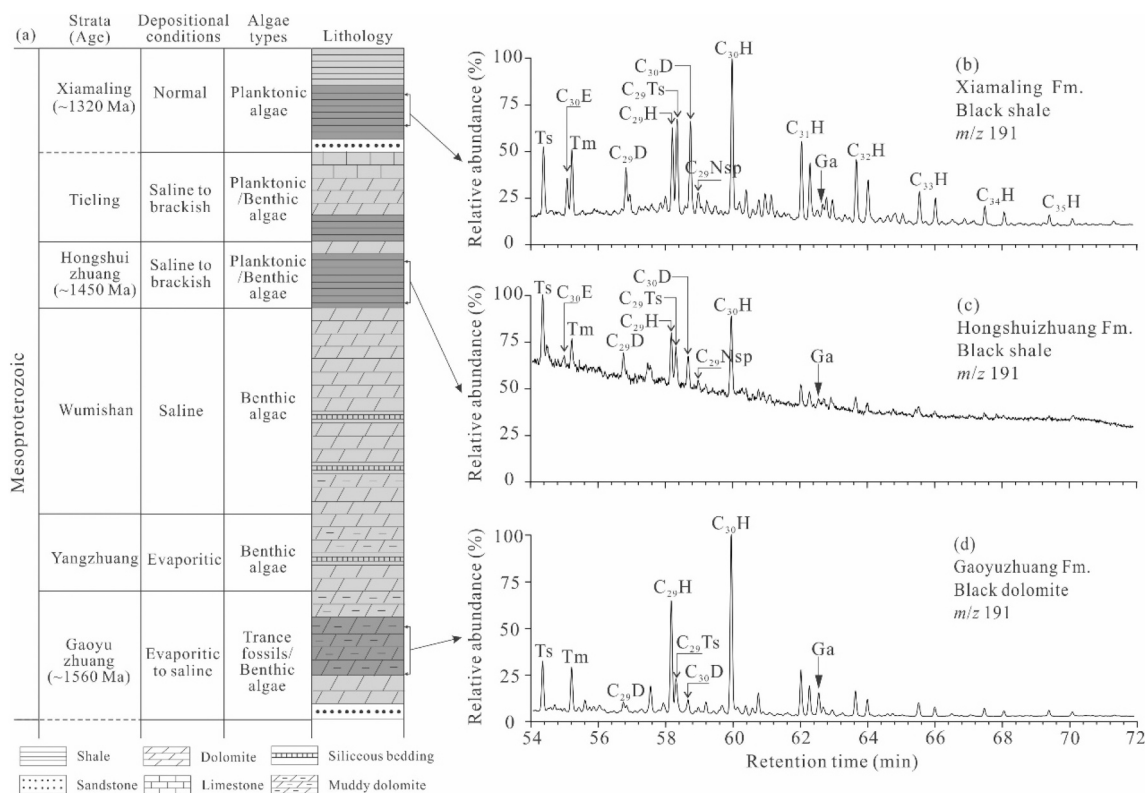 (a)
Strata
(Age)
Depositional
conditions
Algae
types
Lithology
Mesoproterozoic
Xiamaling
(~1320 Ma)
Normal
Planktonic
algae
Tieling
Saline to
brackish
Planktonic
/Benthic
algae
Hongshui
zhuang
(~1450 Ma)
Saline to
brackish
Planktonic
/Benthic
algae
Wumishan
Saline
Benthic
algae
Yangzhuang
Evaporitic
Benthic
algae
Gaoyu
zhuang
(~1560 Ma)
Evaporitic
to saline
Trance
fossils/
Benthic
algae
Shale
Dolomite
Siliceous bedding
Sandstone
Limestone
Muddy dolomite
Relative abundance (%)
100
75
50
25
0
Ts
C₃₀E
Tm
C₂₉D
C₂₉H
C₂₉Ts
C₃₀D
C₂₉Nsp
C₃₀H
C₃₁H
Ga
C₃₂H
C₃₃H
C₃₄H
C₃₅H
(b)
Xiamaling Fm.
Black shale
m/z 191
Relative abundance (%)
100
75
50
25
0
Ts
C₃₀E
Tm
C₂₉D
C₂₉H
C₂₉Ts
C₃₀D
C₂₉Nsp
C₃₀H
Ga
(c)
Hongshuizhuang Fm.
Black shale
m/z 191
Relative abundance (%)
100
75
50
25
0
Ts
Tm
C₂₉D
C₂₉H
C₂₉Ts
C₃₀D
C₃₀H
Ga
(d)
Gaoyuzhuang Fm.
Black dolomite
m/z 191
54 56 58 60 62 64 66 68 70 72
Retention time (min)